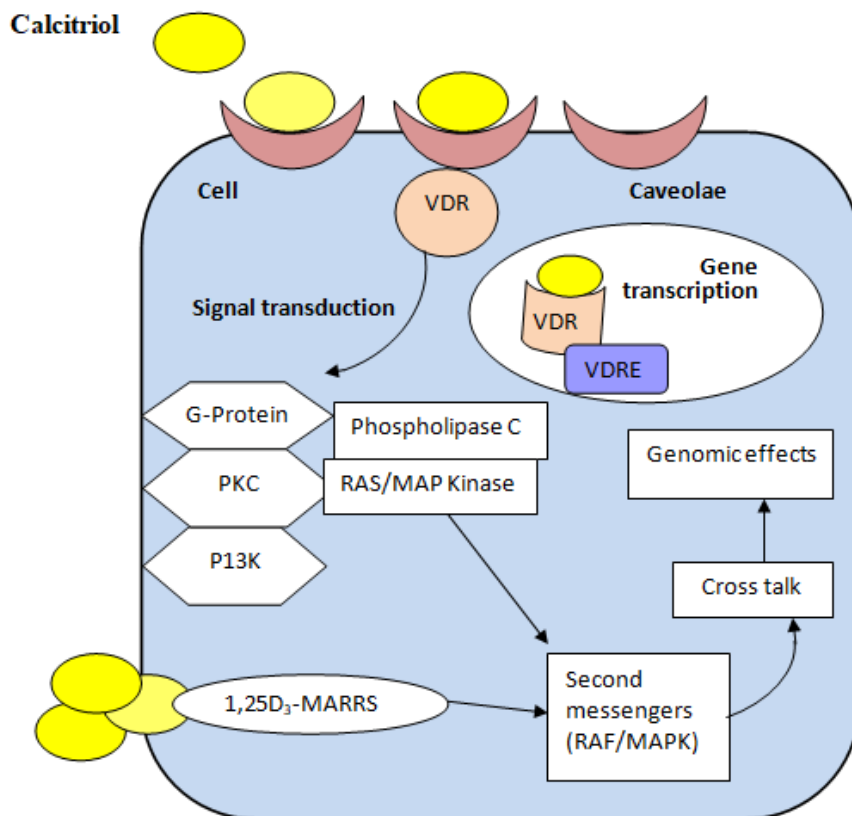 Calcitriol
Cell
Caveolae
VDR
Gene
transcription
Signal transduction
VDR
VDRE
G-Protein
Phospholipase C
Genomic effects
PKC
RAS/MAP Kinase
P13K
Cross talk
1,25D₃-MARRS
Second
messengers
(RAF/MAPK)